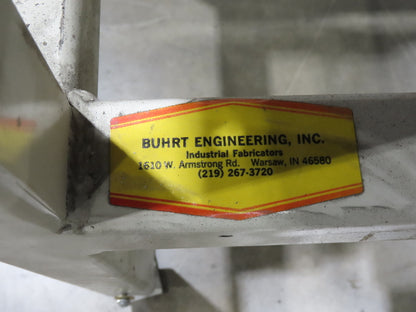 BUHRT ENGINEERING, INC.
Industrial Fabricators
1610 W. Armstrong Rd. Warsaw, IN 46580
(219) 267-3720